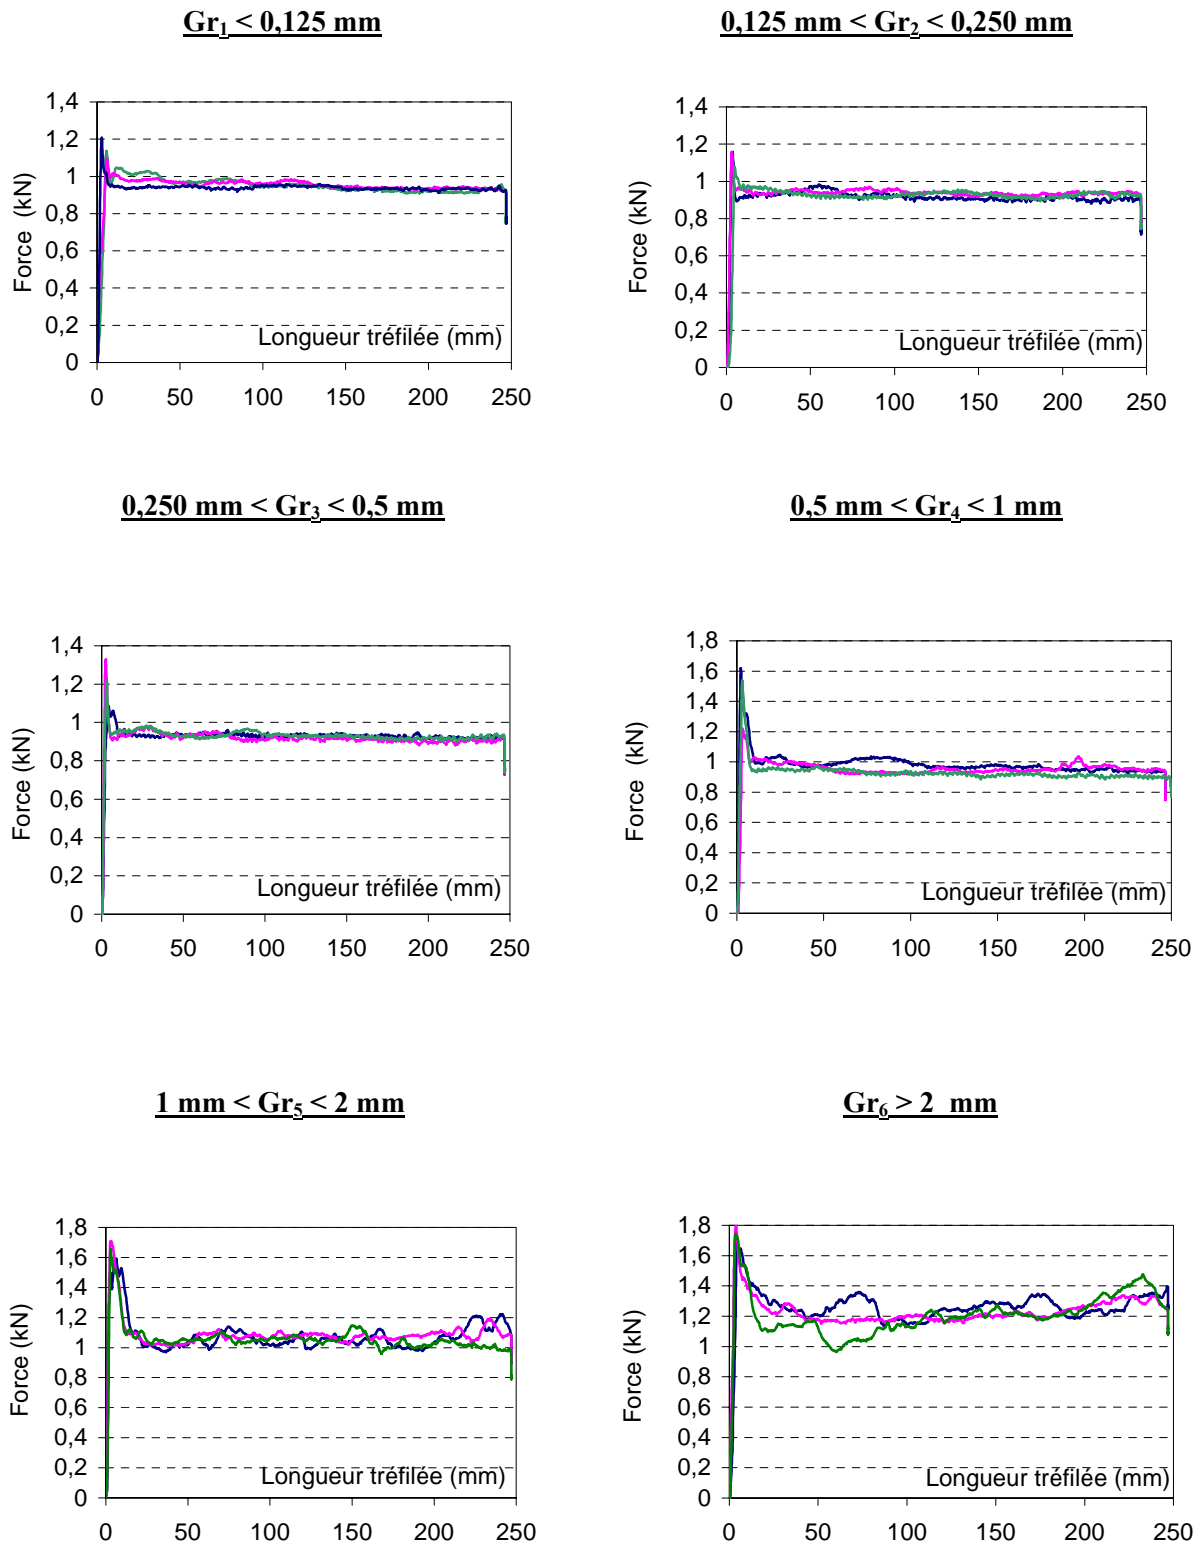 Gr1 < 0,125 mm
0,125 mm < Gr2 < 0,250 mm
1,4
1,2
1
0,8
0,6
0,4
0,2
0
Force (kN)
Longueur tréfilée (mm)
0 50 100 150 200 250
1,4
1,2
1
0,8
0,6
0,4
0,2
0
Force (kN)
Longueur tréfilée (mm)
0 50 100 150 200 250
0,250 mm < Gr3 < 0,5 mm
0,5 mm < Gr4 < 1 mm
1,4
1,2
1
0,8
0,6
0,4
0,2
0
Force (kN)
Longueur tréfilée (mm)
0 50 100 150 200 250
1,8
1,6
1,4
1,2
1
0,8
0,6
0,4
0,2
0
Force (kN)
Longueur tréfilée (mm)
0 50 100 150 200 250
1 mm < Gr5 < 2 mm
Gr6 > 2 mm
1,8
1,6
1,4
1,2
1
0,8
0,6
0,4
0,2
0
Force (kN)
Longueur tréfilée (mm)
0 50 100 150 200 250
1,8
1,6
1,4
1,2
1
0,8
0,6
0,4
0,2
0
Force (kN)
Longueur tréfilée (mm)
0 50 100 150 200 250